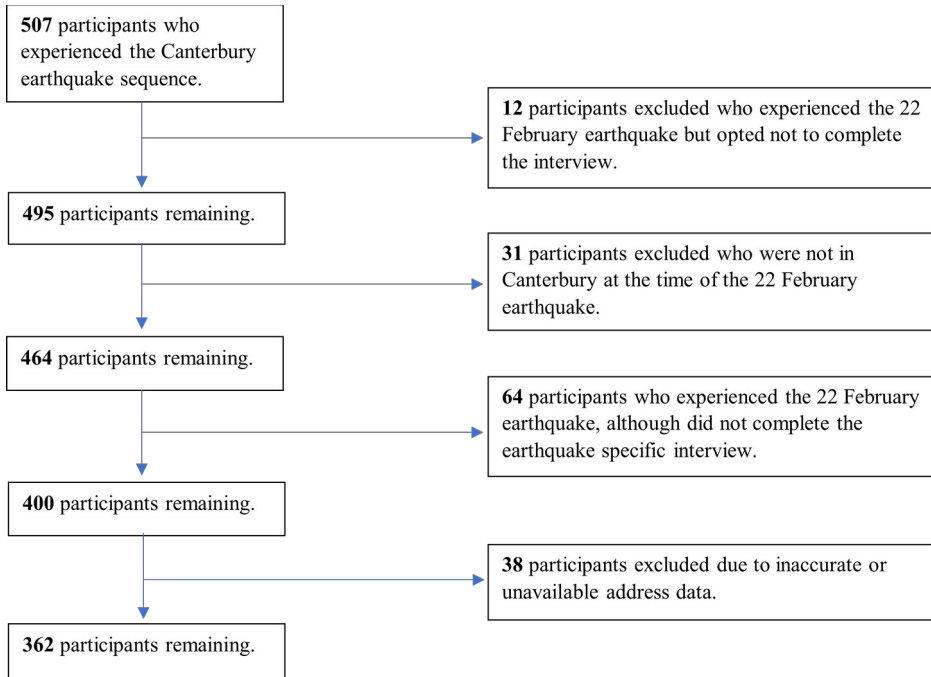 507 participants who
experienced the Canterbury
earthquake sequence.
12 participants excluded who experienced the 22
February earthquake but opted not to complete
the interview.
495 participants remaining.
31 participants excluded who were not in
Canterbury at the time of the 22 February
earthquake.
464 participants remaining.
64 participants who experienced the 22 February
earthquake, although did not complete the
earthquake specific interview.
400 participants remaining.
38 participants excluded due to inaccurate or
unavailable address data.
362 participants remaining.